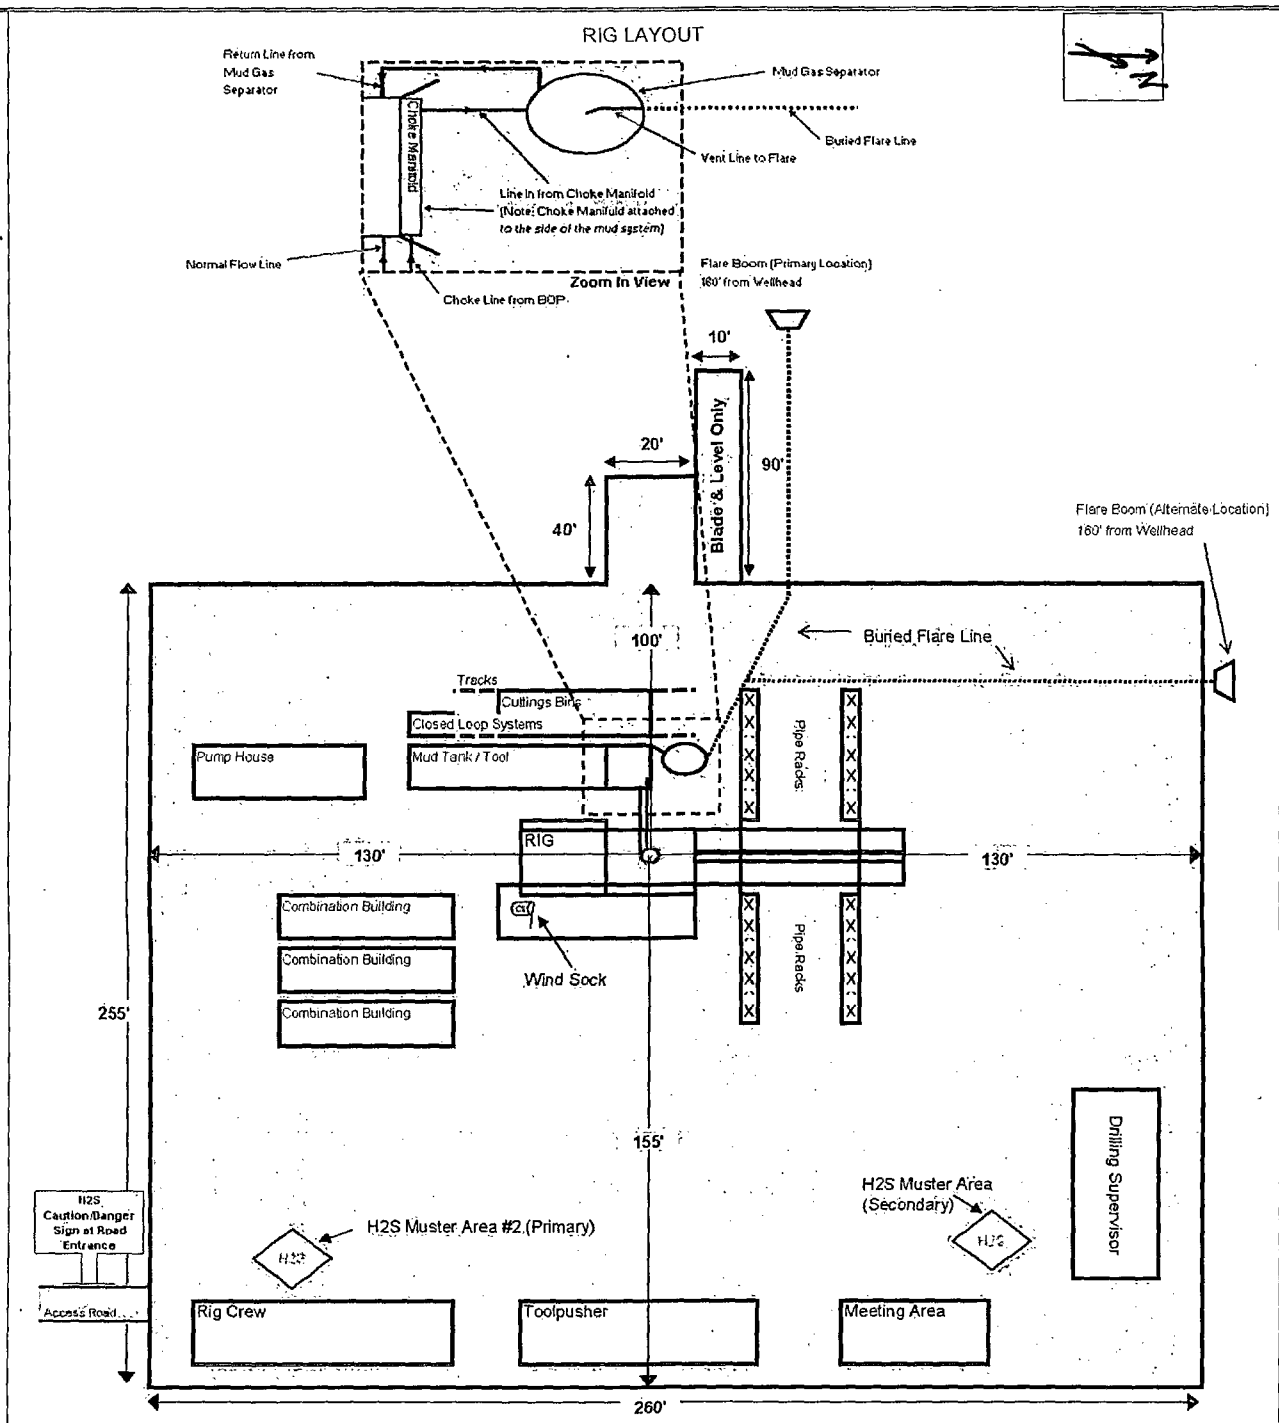 RIG LAYOUT
N
Return Line from
Mud Gas
Separator
Mud Gas Separator
Choke Manifold
Buried Flare Line
Vent Line to Flare
Line In from Choke Manifold
(Note: Choke Manifold attached
to the side of the mud system)
Normal Flow Line
Flare Boom (Primary Location)
160' from Wellhead
Zoom In View
Choke Line from BOP
10'
Blade & Level Only
20'
90'
40'
Flare Boom (Alternate Location)
160' from Wellhead
100'
Buried Flare Line
Tracks
Cuttings Bins
Closed Loop Systems
Pump House
Mud Tank / Tool
Pipe Racks
RIG
130'
130'
Combination Building
Combination Building
Combination Building
Wind Sock
Pipe Racks
255'
155'
Drilling Supervisor
H2S Muster Area
(Secondary)
H2S
Caution/Danger
Sign at Road
Entrance
H2S Muster Area #2 (Primary)
H2S
H2S
Access Road
Rig Crew
Toolpusher
Meeting Area
260'